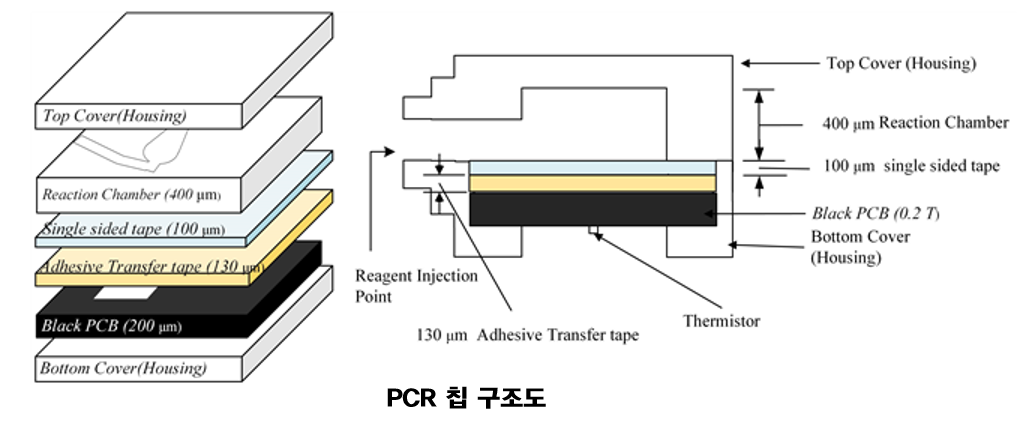 Top Cover(Housing)
Reaction Chamber (400 μm)
Single sided tape (100 μm)
Adhesive Transfer tape (130 μm)
Black PCB (200 μm)
Bottom Cover(Housing)
Top Cover (Housing)
400 μm Reaction Chamber
100 μm single sided tape
Black PCB (0.2 T)
Bottom Cover
(Housing)
Reagent Injection
Point
Thermistor
130 μm Adhesive Transfer tape
PCR 칩 구조도